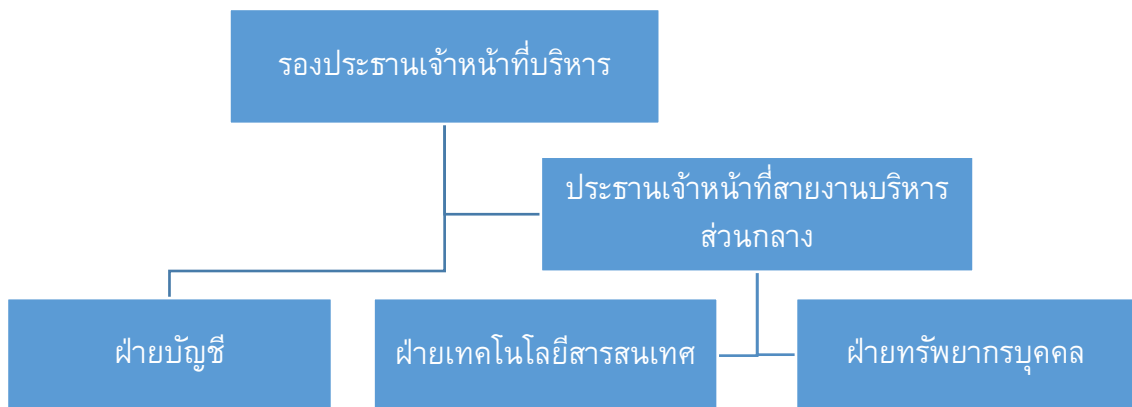 รองประธานเจ้าหน้าที่บริหาร
ประธานเจ้าหน้าที่สายงานบริหาร
ส่วนกลาง
ฝ่ายบัญชี
ฝ่ายเทคโนโลยีสารสนเทศ
ฝ่ายทรัพยากรบุคคล